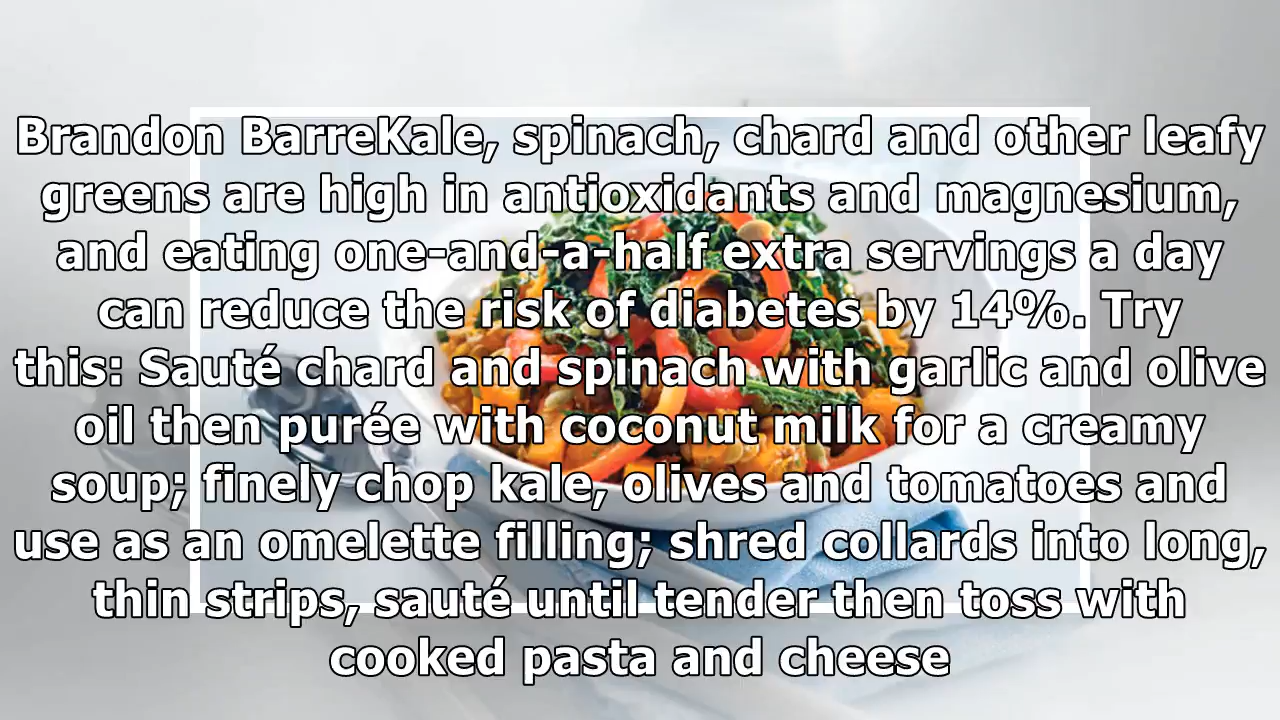 Brandon BarreKale, spinach, chard and other leafy
greens are high in antioxidants and magnesium,
and eating one-and-a-half extra servings a day
can reduce the risk of diabetes by 14%. Try
this: Sauté chard and spinach with garlic and olive
oil then purée with coconut milk for a creamy
soup; finely chop kale, olives and tomatoes and
use as an omelette filling; shred collards into long,
thin strips, sauté until tender then toss with
cooked pasta and cheese